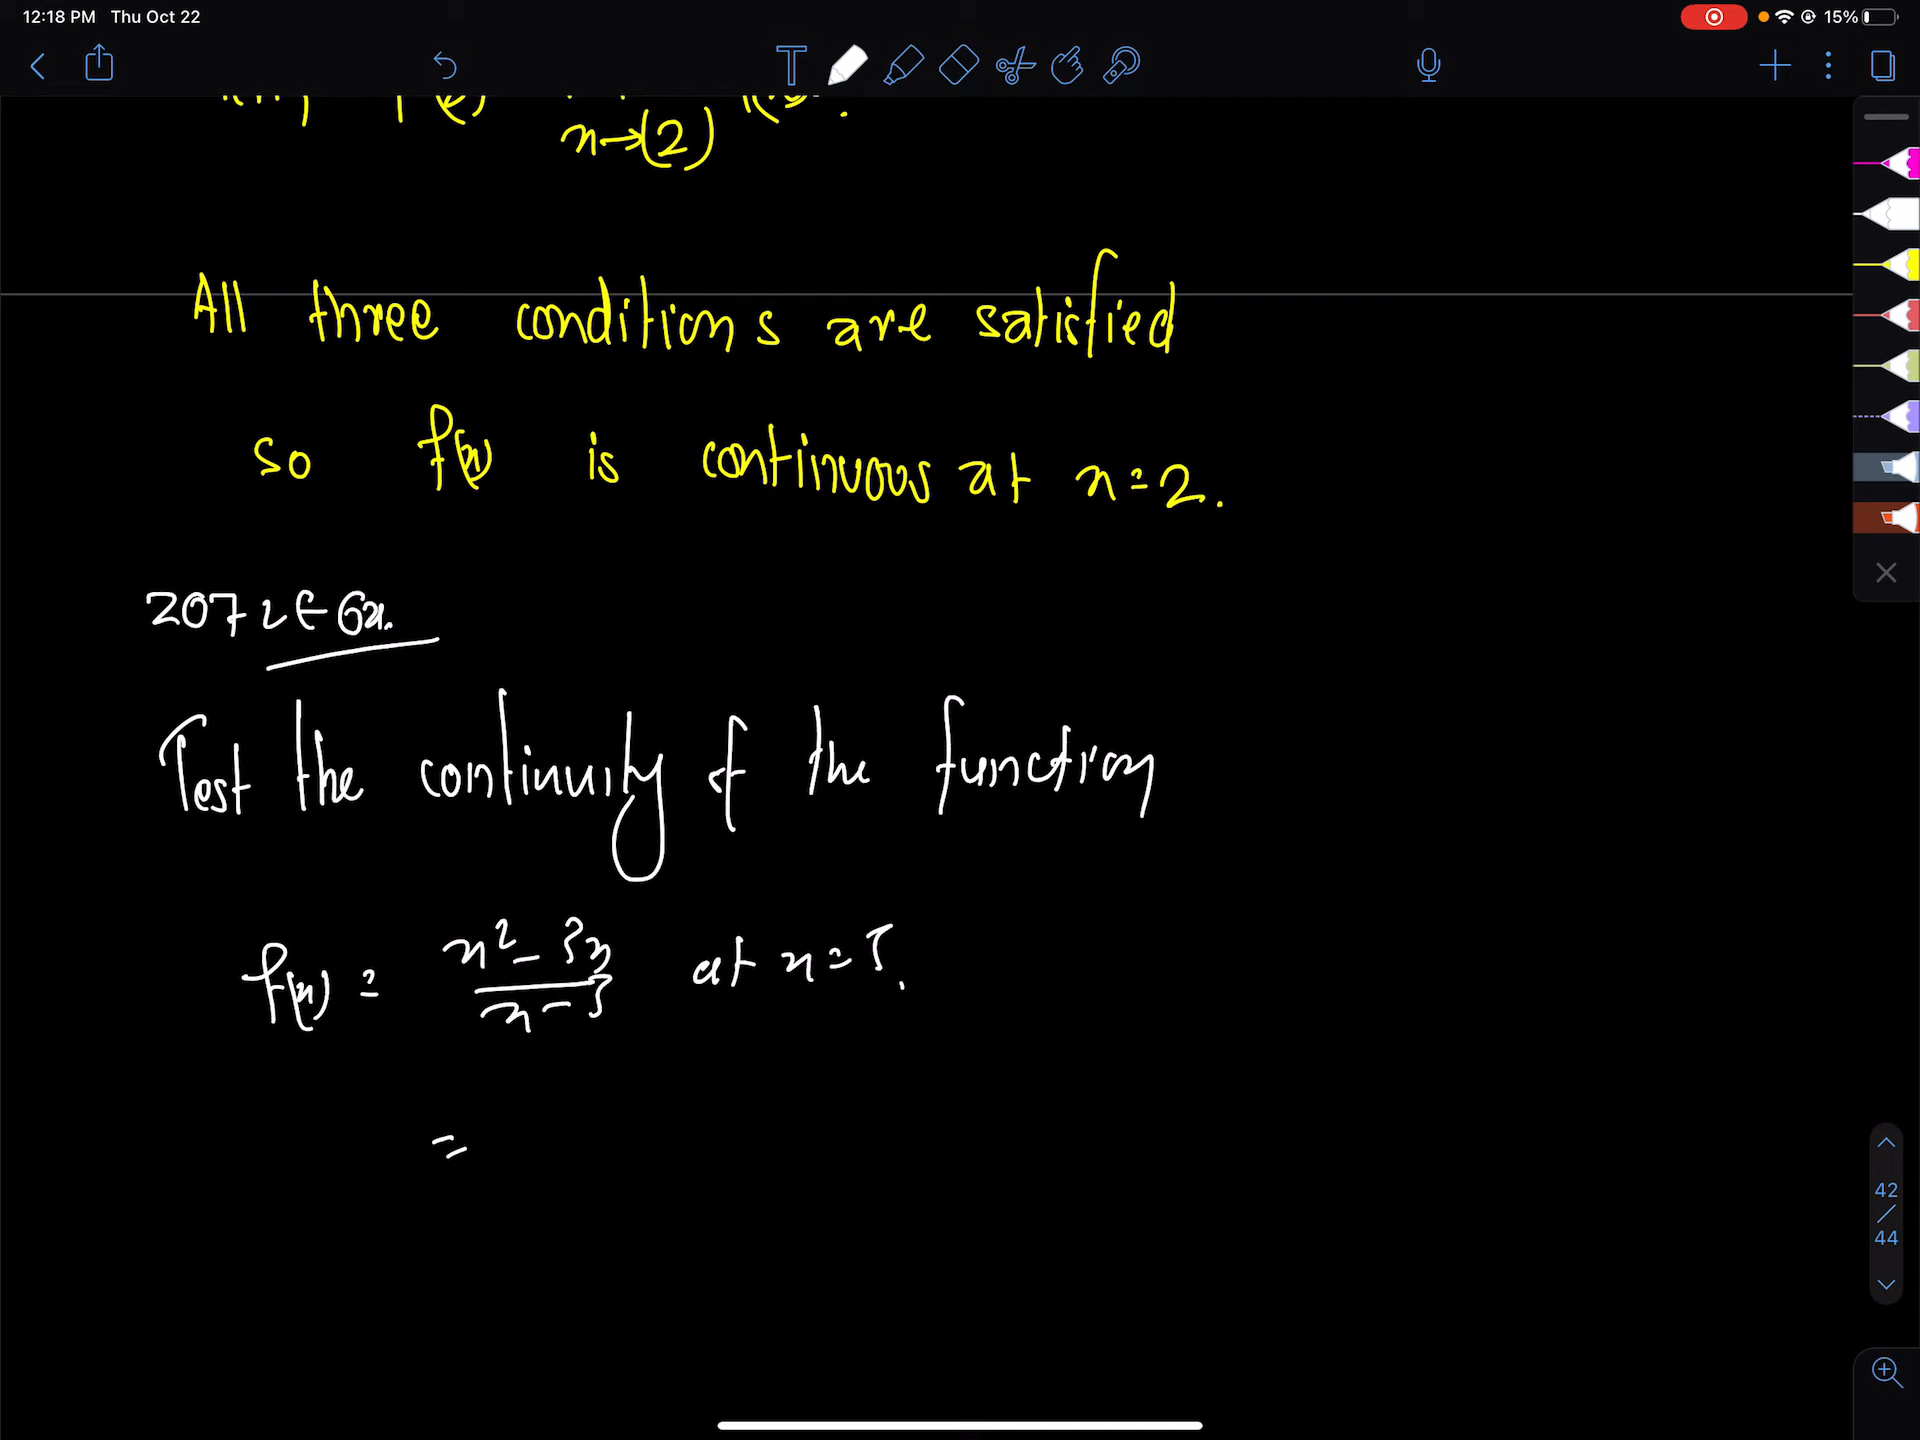 12:18 PM Thu Oct 22
15%
T
x→(2)
All three conditions are satisfied
so f(x) is continuous at x=2.
2072
Test the continuity of the function
f(x) = x² - 3x / x - 3 at x = 3.
=
42
/
44